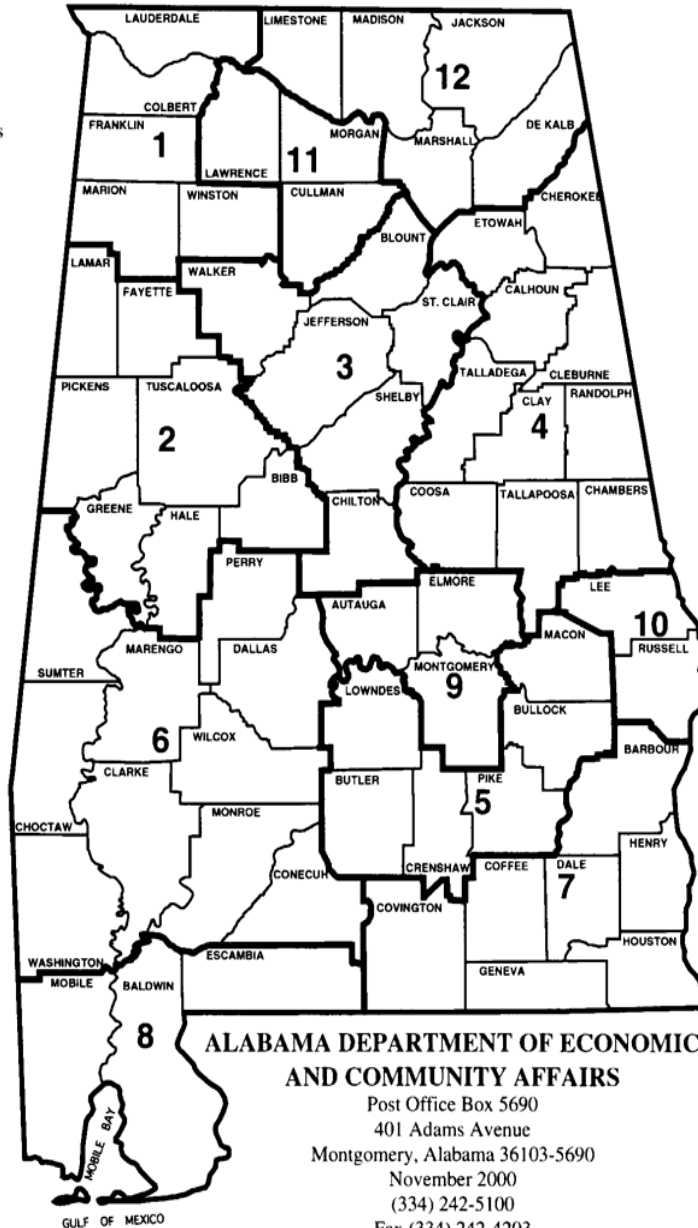 LAUDERDALE
LIMESTONE
MADISON
JACKSON
12
COLBERT
FRANKLIN
1
LAWRENCE
11
MORGAN
MARSHALL
DE KALB
MARION
WINSTON
CULLMAN
CHEROKEE
ETOWAH
BLOUNT
LAMAR
WALKER
FAYETTE
ST. CLAIR
CALHOUN
JEFFERSON
3
PICKENS
TUSCALOOSA
SHELBY
TALLADEGA
CLEBURNE
CLAY
RANDOLPH
4
2
BIBB
CHILTON
COOSA
TALLAPOOSA
CHAMBERS
GREENE
HALE
PERRY
AUTAUGA
ELMORE
LEE
10
RUSSELL
MACON
MARENGO
DALLAS
SUMTER
LOWNDES
MONTGOMERY
9
BULLOCK
6
WILCOX
BARBOUR
CLARKE
BUTLER
PIKE
5
MONROE
CHOCTAW
HENRY
CONECUH
CRENSHAW
COFFEE
DALE
7
COVINGTON
HOUSTON
WASHINGTON
ESCAMBIA
GENEVA
MOBILE
BALDWIN
8
MOBILE BAY
GULF OF MEXICO
ALABAMA DEPARTMENT OF ECONOMIC
AND COMMUNITY AFFAIRS
Post Office Box 5690
401 Adams Avenue
Montgomery, Alabama 36103-5690
November 2000
(334) 242-5100
Fax (334) 242-4203